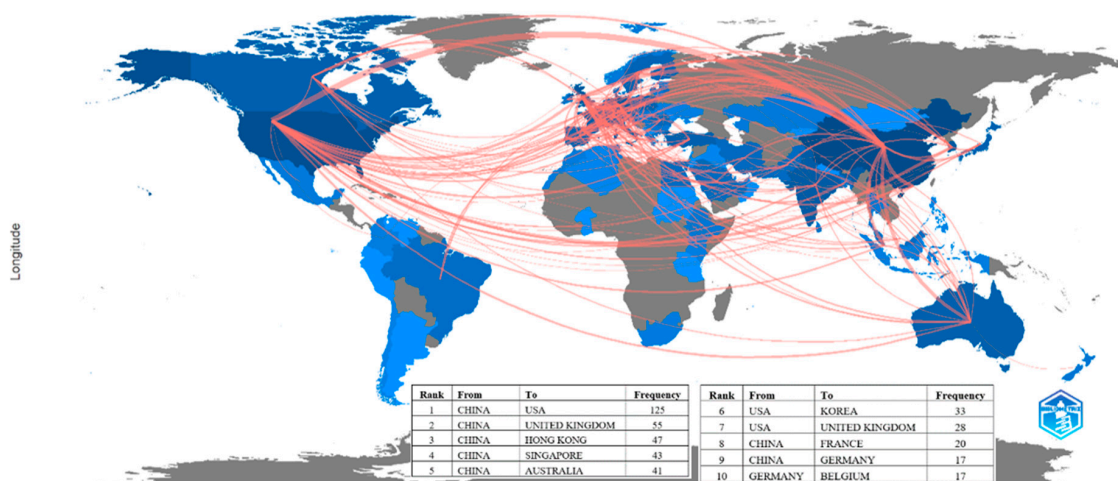 Longitude
Rank From To Frequency
1 CHINA USA 125
2 CHINA UNITED KINGDOM 55
3 CHINA HONG KONG 47
4 CHINA SINGAPORE 43
5 CHINA AUSTRALIA 41
Rank From To Frequency
6 USA KOREA 33
7 USA UNITED KINGDOM 28
8 CHINA FRANCE 20
9 CHINA GERMANY 17
10 GERMANY BELGIUM 17
BIBLIOMETRIX